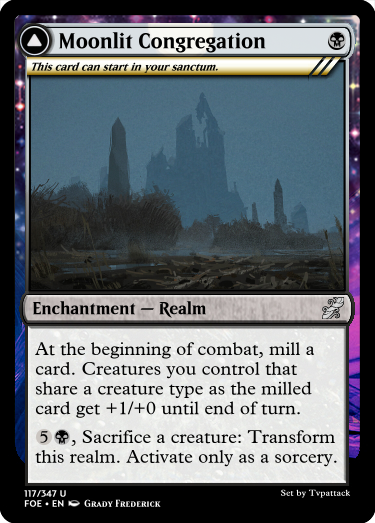 Moonlit Congregation
This card can start in your sanctum.
Enchantment — Realm
At the beginning of combat, mill a
card. Creatures you control that
share a creature type as the milled
card get +1/+0 until end of turn.
5, Sacrifice a creature: Transform
this realm. Activate only as a sorcery.
117/347 U
Set by Tvpattack
FOE • EN Grady Frederick